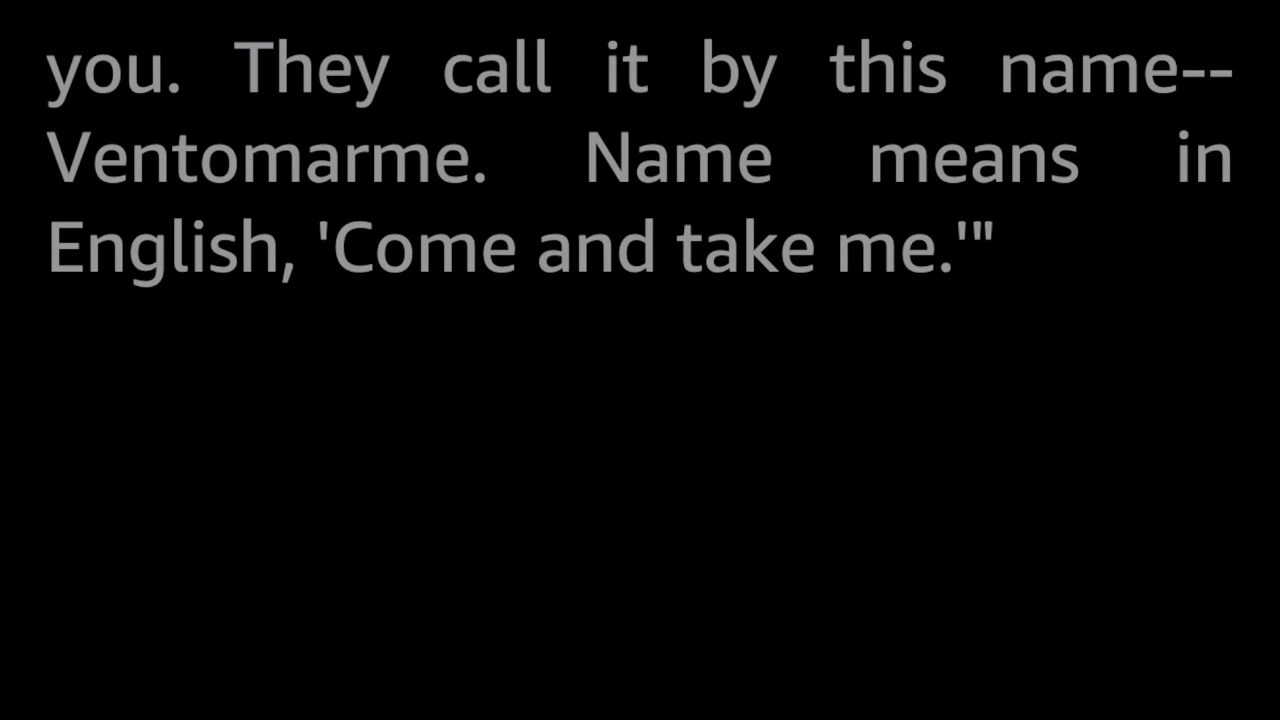 you. They call it by this name--
Ventomarme. Name means in
English, 'Come and take me.'"